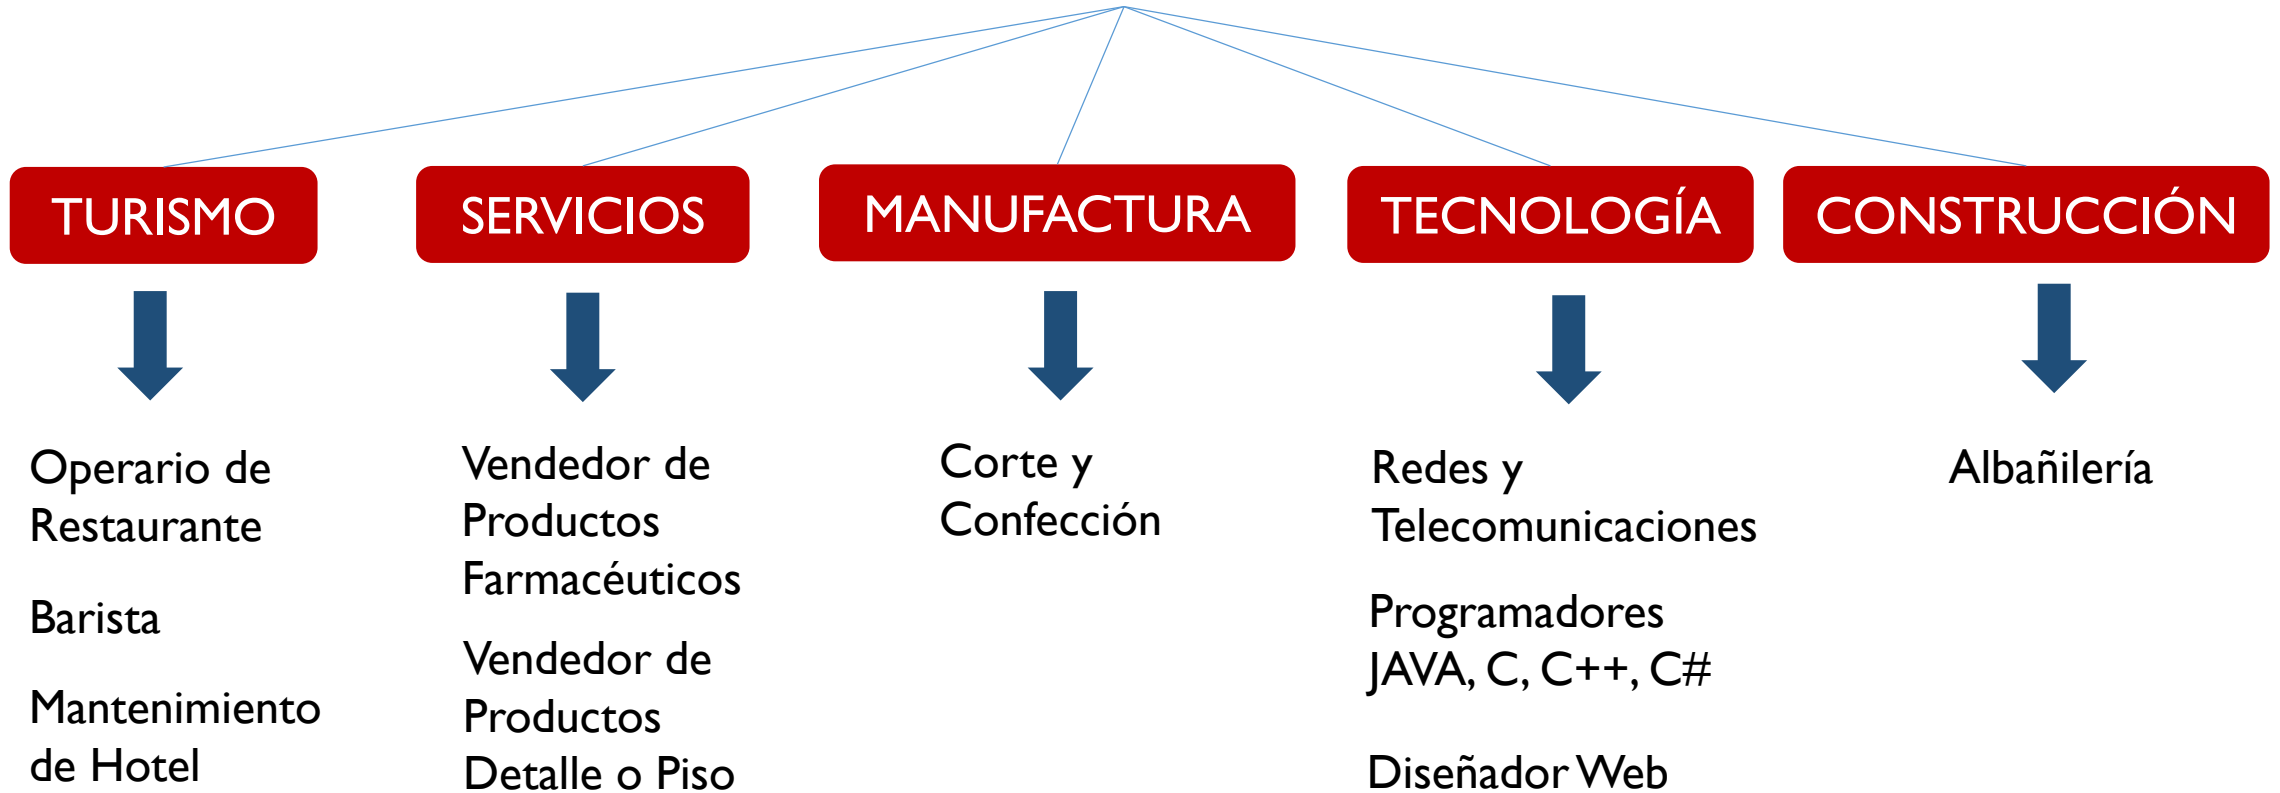 TURISMO
SERVICIOS
MANUFACTURA
TECNOLOGÍA
CONSTRUCCIÓN
Operario de
Restaurante
Barista
Mantenimiento
de Hotel
Vendedor de
Productos
Farmacéuticos
Vendedor de
Productos
Detalle o Piso
Corte y
Confección
Redes y
Telecomunicaciones
Programadores
JAVA, C, C++, C#
Diseñador Web
Albañilería